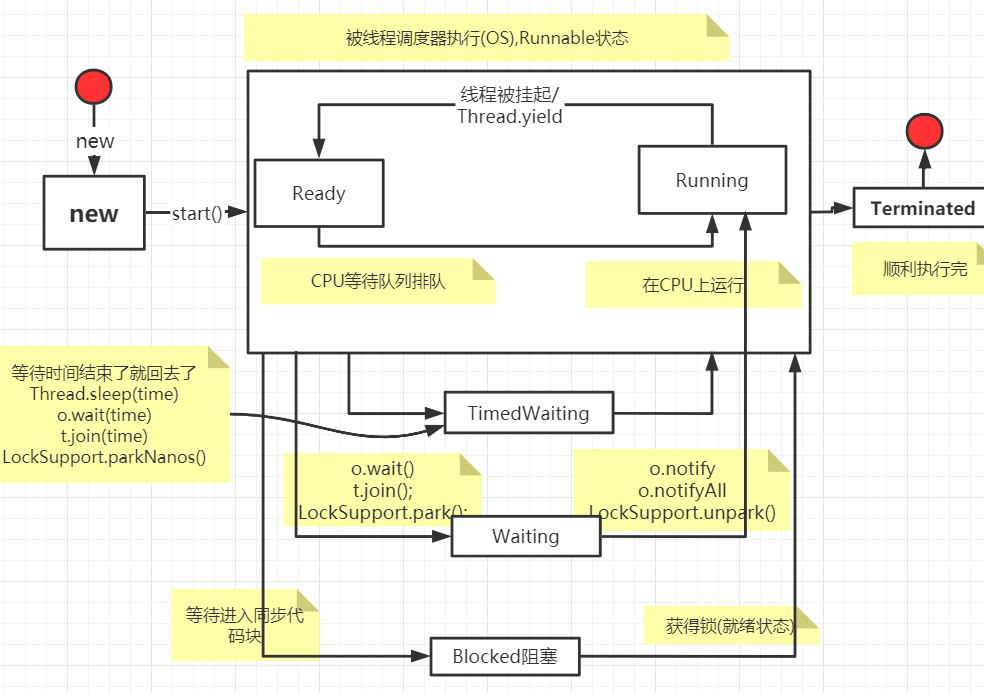 被线程调度器执行(OS),Runnable状态
线程被挂起/
Thread.yield
new
new
start()
Ready
Running
Terminated
CPU等待队列排队
在CPU上运行
顺利执行完
等待时间结束了就回去了
Thread.sleep(time)
o.wait(time)
t.join(time)
LockSupport.parkNanos()
TimedWaiting
o.wait()
t.join();
LockSupport.park();
o.notify
o.notifyAll
LockSupport.unpark()
Waiting
等待进入同步代
码块
获得锁(就绪状态)
Blocked阻塞